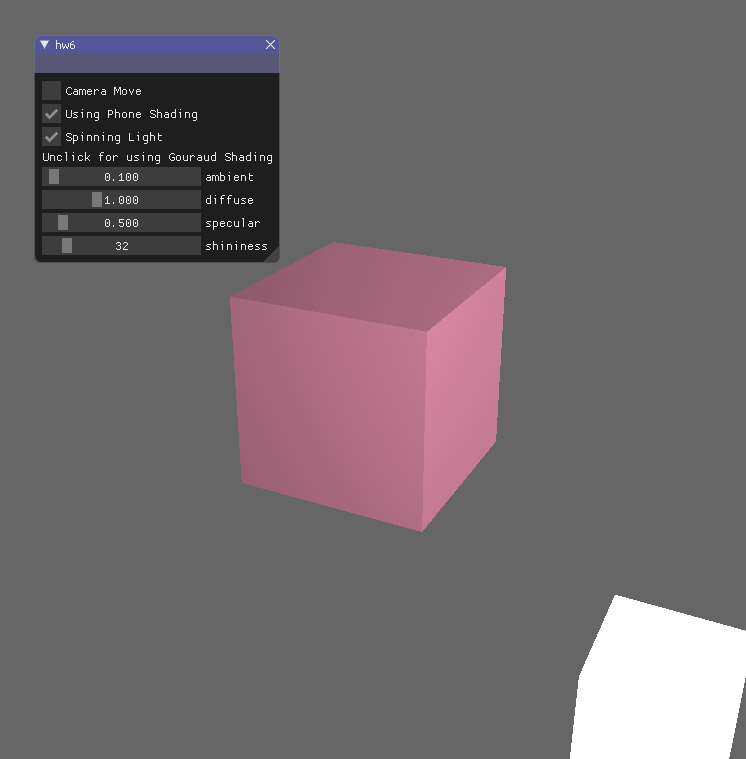 hw6
Camera Move
Using Phone Shading
Spinning Light
Unclick for using Gouraud Shading
0.100 ambient
1.000 diffuse
0.500 specular
32 shininess